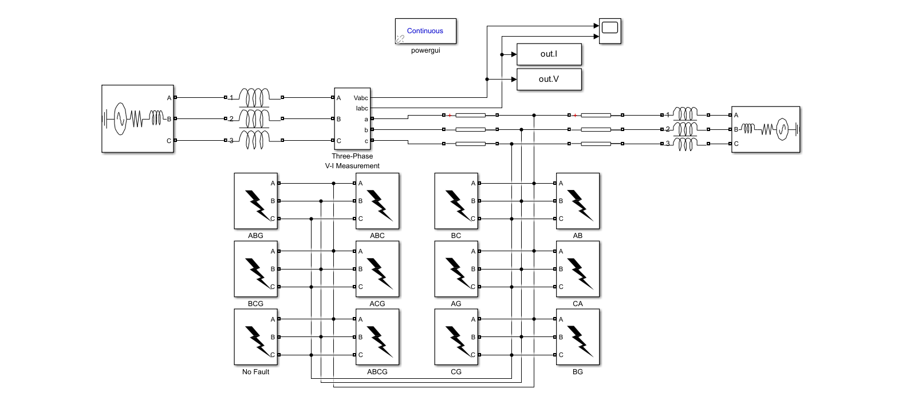 Continuous
powergui
out.I
out.V
A
B
C
1
2
3
A
B
C
Vabc
Iabc
a
b
c
Three-Phase
V-I Measurement
1
2
3
A
B
C
A
B
C
ABG
A
B
C
ABC
A
B
C
BC
A
B
C
AB
A
B
C
BCG
A
B
C
ACG
A
B
C
AG
A
B
C
CA
A
B
C
No Fault
A
B
C
ABCG
A
B
C
CG
A
B
C
BG